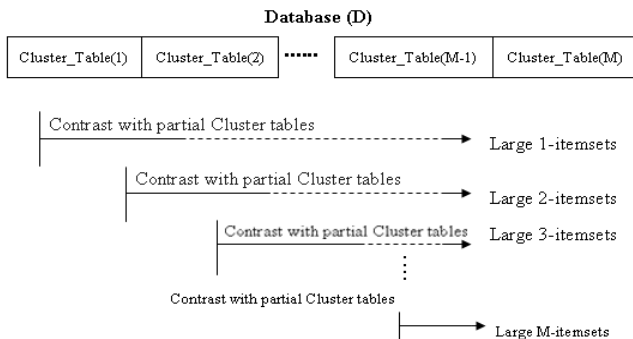 Database (D)
Cluster_Table(1) Cluster_Table(2) ...... Cluster_Table(M-1) Cluster_Table(M)
Contrast with partial Cluster tables
Large 1-itemsets
Contrast with partial Cluster tables
Large 2-itemsets
Contrast with partial Cluster tables
Large 3-itemsets
Contrast with partial Cluster tables
Large M-itemsets